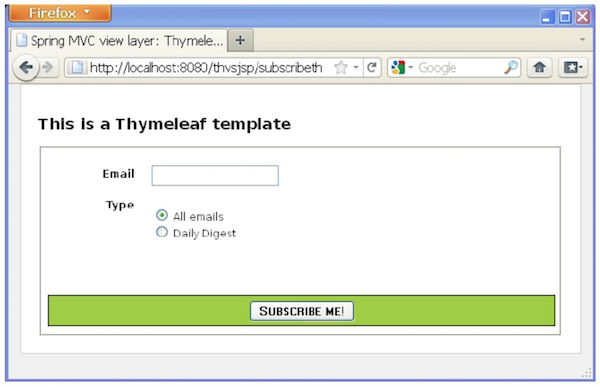 Firefox
Spring MVC view layer: Thymele...
http://localhost:8080/thvsjsp/subscribeth
Google
This is a Thymeleaf template
Email
Type
All emails
Daily Digest
SUBSCRIBE ME!